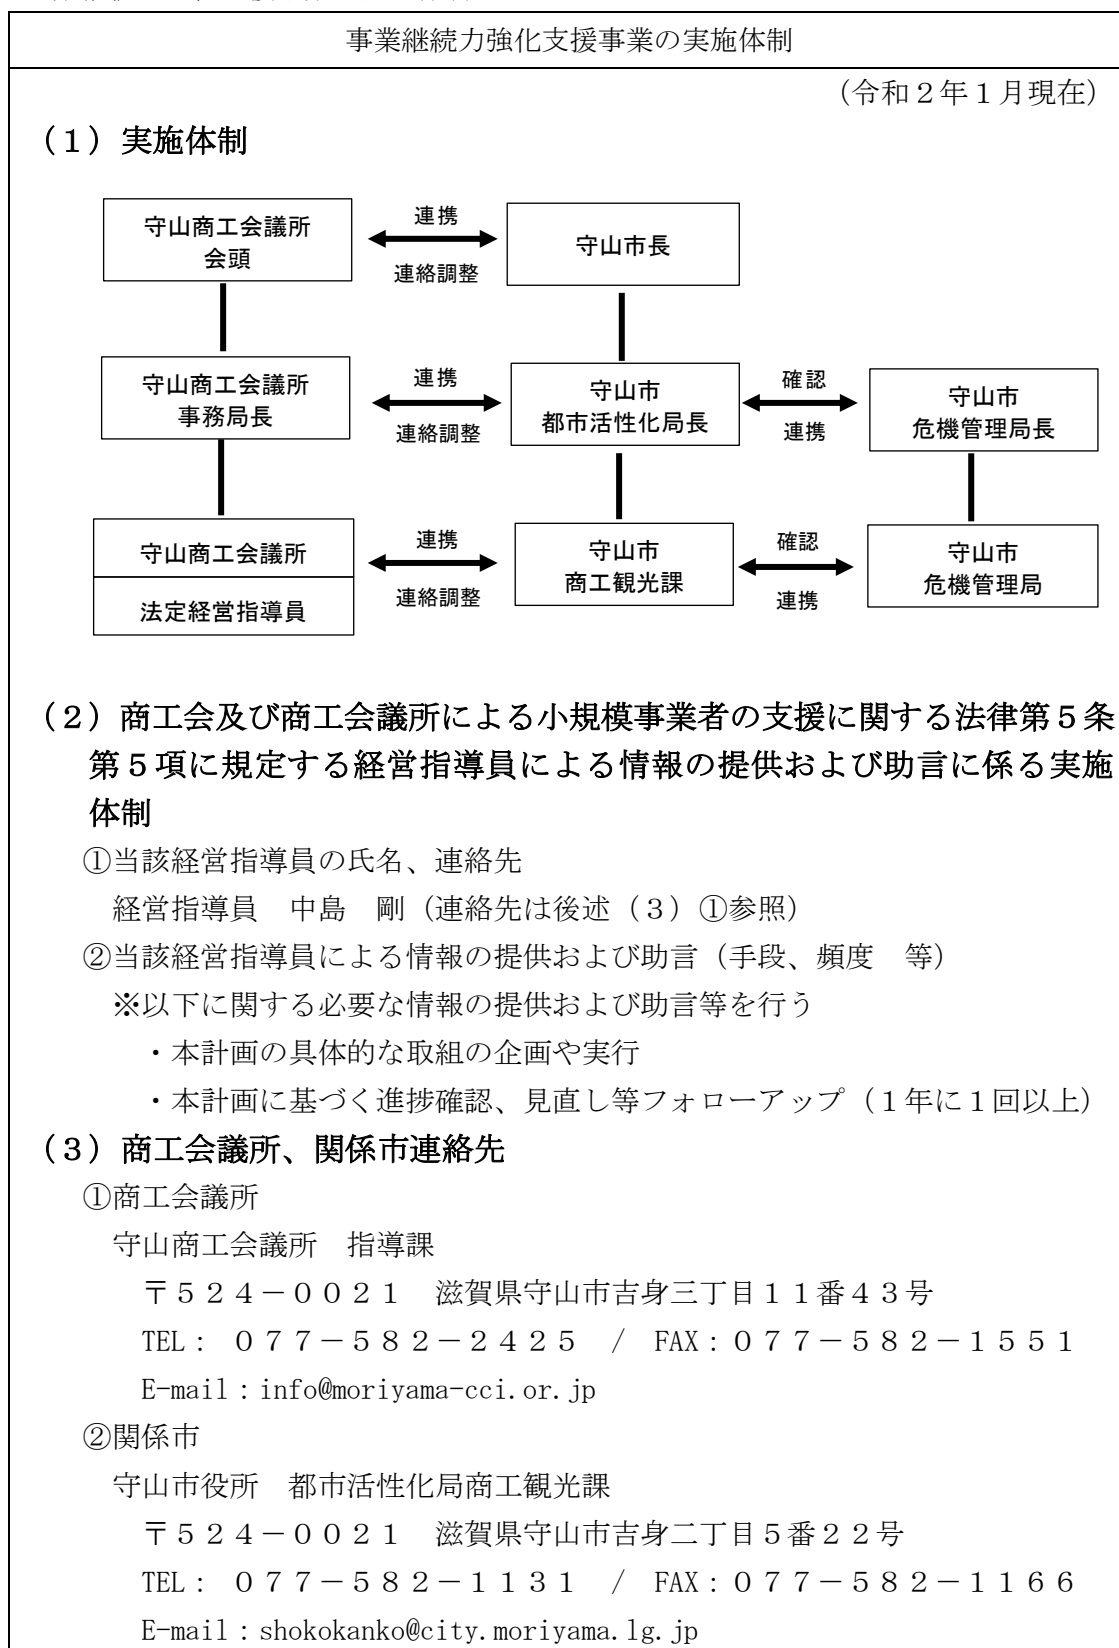 事業継続力強化支援事業の実施体制
(令和2年1月現在)
(1)実施体制
守山商工会議所
会頭
連携
連絡調整
守山市長
守山商工会議所
事務局長
連携
連絡調整
守山市
都市活性化局長
確認
連携
守山市
危機管理局長
守山商工会議所
法定経営指導員
連携
連絡調整
守山市
商工観光課
確認
連携
守山市
危機管理局
(2)商工会及び商工会議所による小規模事業者の支援に関する法律第5条
第5項に規定する経営指導員による情報の提供および助言に係る実施
体制
①当該経営指導員の氏名、連絡先
経営指導員 中島 剛(連絡先は後述(3)①参照)
②当該経営指導員による情報の提供および助言(手段、頻度 等)
※以下に関する必要な情報の提供および助言等を行う
・本計画の具体的な取組の企画や実行
・本計画に基づく進捗確認、見直し等フォローアップ(1年に1回以上)
(3)商工会議所、関係市連絡先
①商工会議所
守山商工会議所 指導課
〒524-0021 滋賀県守山市吉身三丁目11番43号
TEL: 077-582-2425 / FAX:077-582-1551
E-mail:info@moriyama-cci.or.jp
②関係市
守山市役所 都市活性化局商工観光課
〒524-0021 滋賀県守山市吉身二丁目5番22号
TEL: 077-582-1131 / FAX:077-582-1166
E-mail:shokokanko@city.moriyama.lg.jp